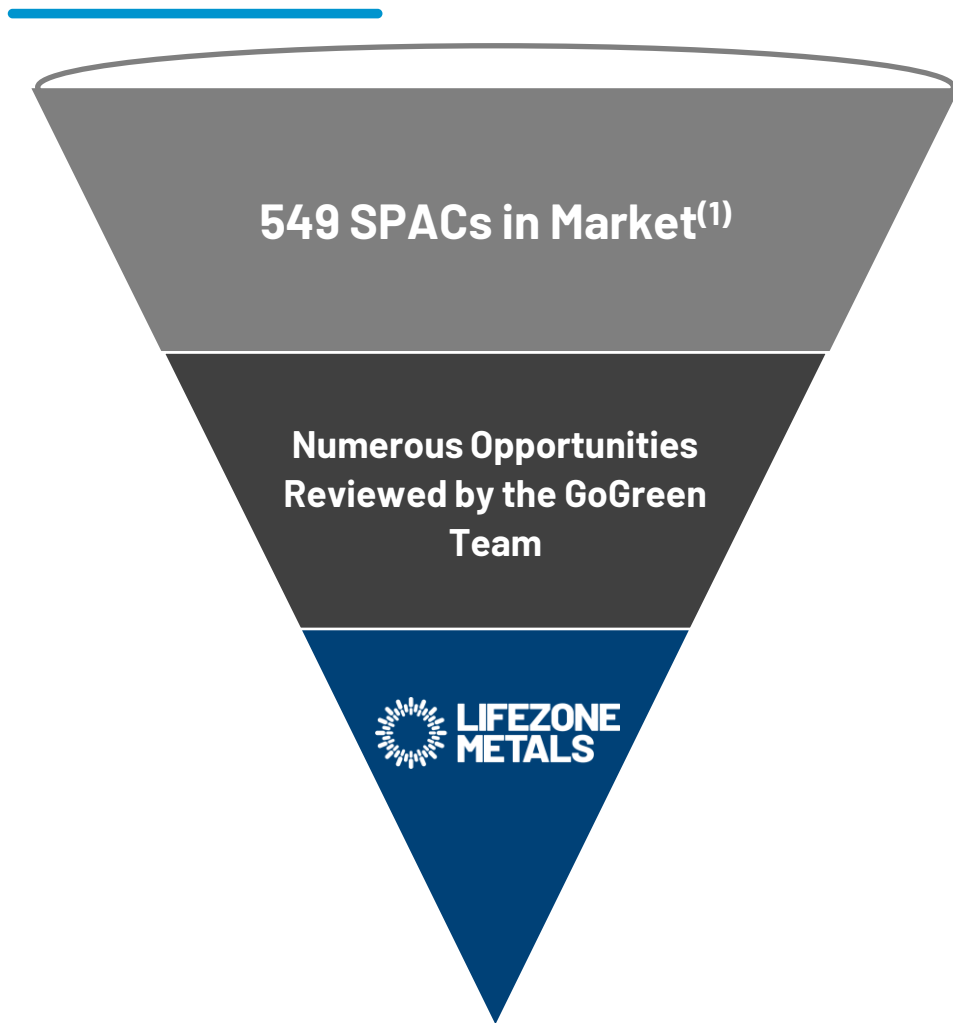 549 SPACs in Market(1)
Numerous Opportunities
Reviewed by the GoGreen
Team
LIFEZONE
METALS